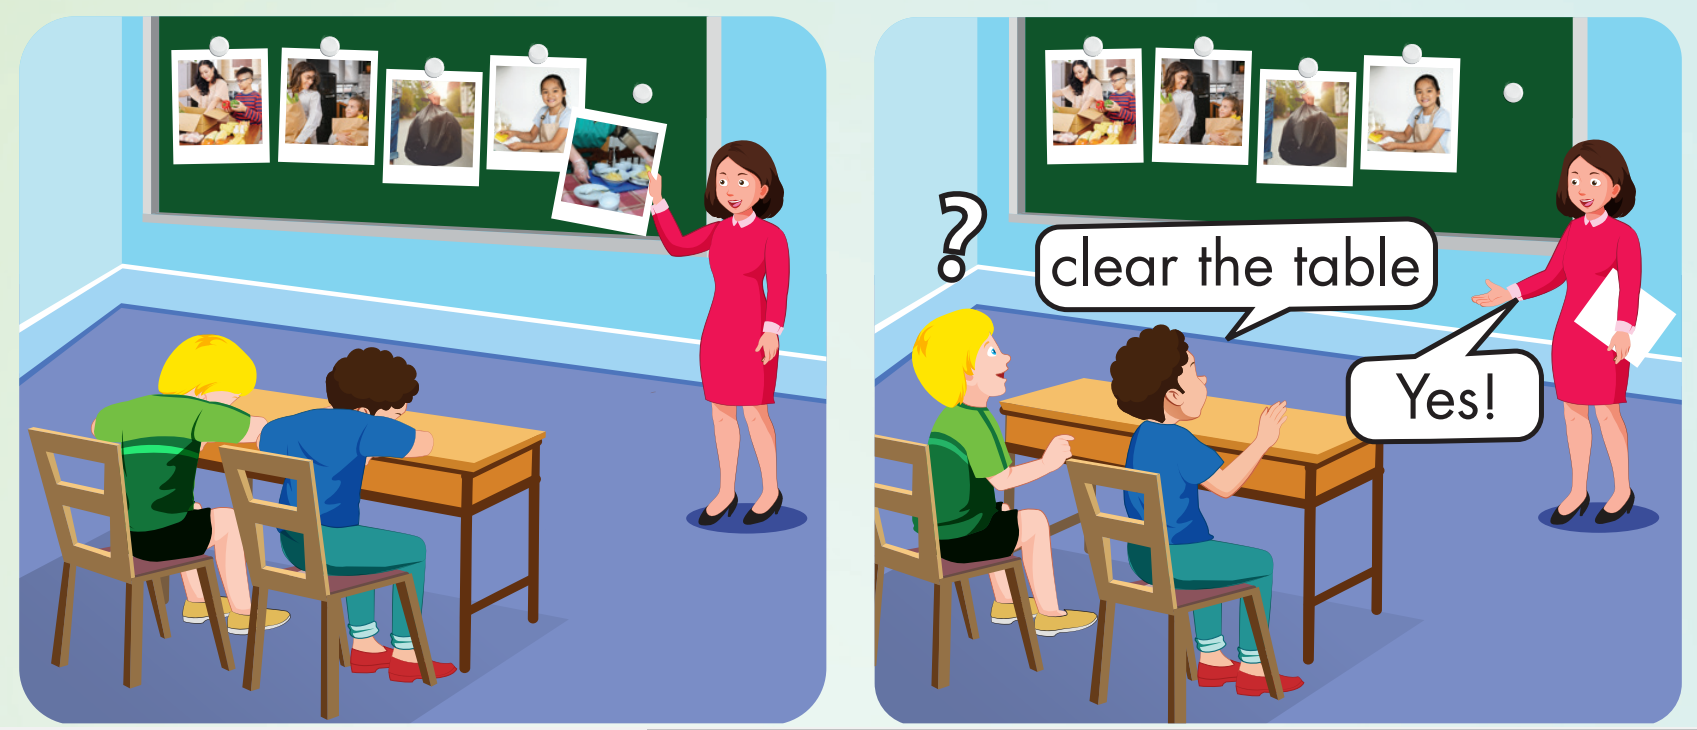 ?
clear the table
Yes!